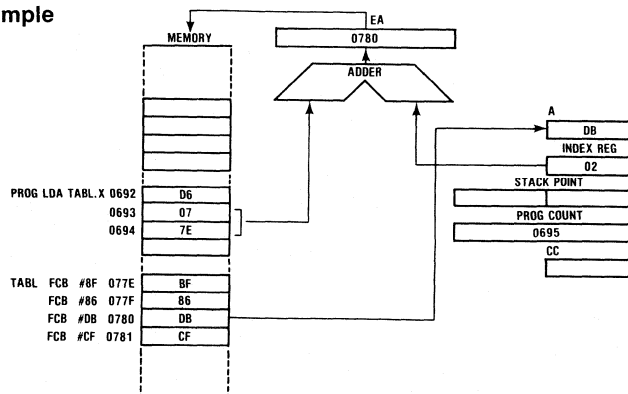 mple
EA
MEMORY
0780
ADDER
A
DB
INDEX REG
02
STACK POINT
PROG LDA TABL.X 0692 D6
0693 07
0694 7E
PROG COUNT
0695
CC
TABL FCB #8F 077E BF
FCB #86 077F 86
FCB #DB 0780 DB
FCB #CF 0781 CF